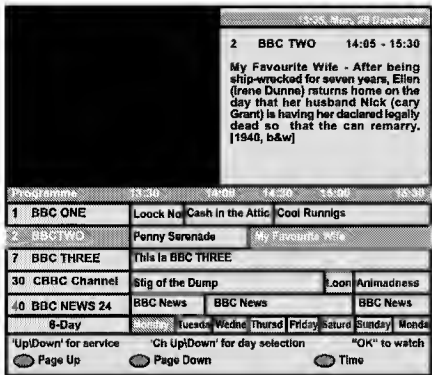 13:35, Mon, 29 December
2 BBC TWO 14:05 - 15:30
My Favourite Wife - After being
ship-wrecked for seven years, Ellen
(Irene Dunne) rsturns home on the
day that her husband Nick (cary
Grant) is having her daclared legally
dead so that the can remarry.
[1940, b&w]
Programme 13:30 14:00 14:30 15:00 15:30
1 BBC ONE Loock No Cash in the Attic Cool Runnigs
2 BBCTWO Penny Serenade My Favourite Wife
7 BBC THREE This is BBC THREE
30 CBBC Channel Stig of the Dump Loon Animadness
40 BBC NEWS 24 BBC News BBC News BBC News
6-Day Monday Tuesda Wedne Thursd Friday Saturd Sunday Monda
'Up\Down' for service 'Ch Up\Down' for day selection "OK" to watch
Page Up Page Down Time